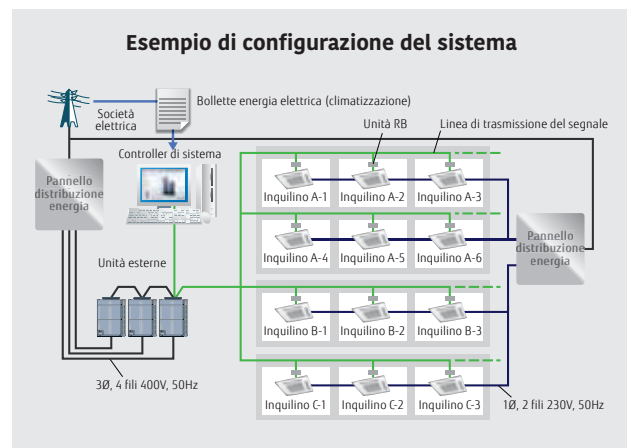 Esempio di configurazione del sistema
Bollette energia elettrica (climatizzazione)
Società
elettrica
Unità RB
Linea di trasmissione del segnale
Controller di sistema
Pannello
distribuzione
energia
Inquilino A-1
Inquilino A-2
Inquilino A-3
Inquilino A-4
Inquilino A-5
Inquilino A-6
Pannello
distribuzione
energia
Unità esterne
Inquilino B-1
Inquilino B-2
Inquilino B-3
3Ø, 4 fili 400V, 50Hz
Inquilino C-1
Inquilino C-2
Inquilino C-3
1Ø, 2 fili 230V, 50Hz